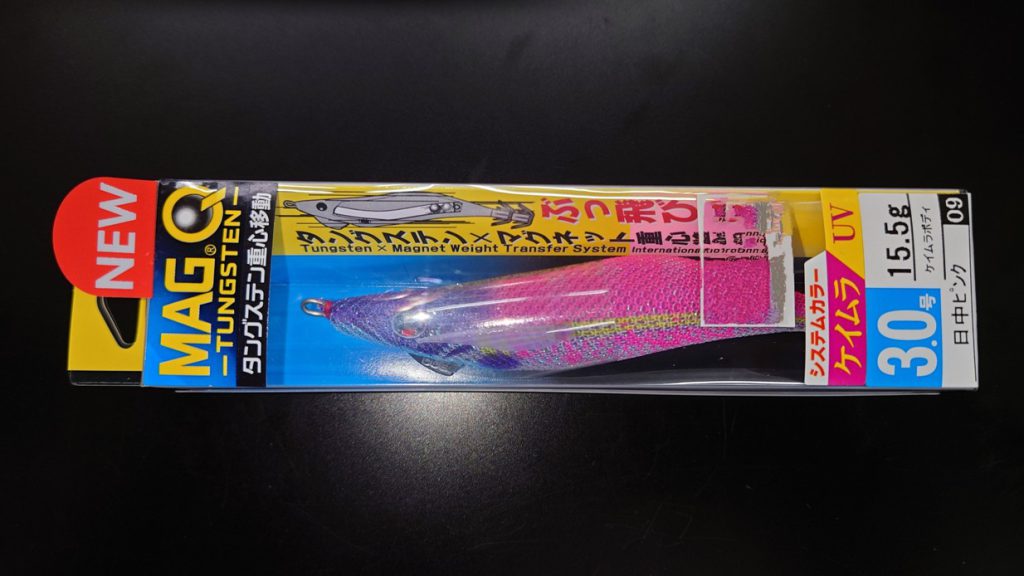 NEW
MAG Q®
TUNGSTEN
タングステン重心移動
ぶっ飛び
タングステン×マグネット重心
Tungsten × Magnet Weight Transfer System
システムカラー
ケイムラ
UV
15.5g
ケイムラボディ
3.0号
09
日中ピンク